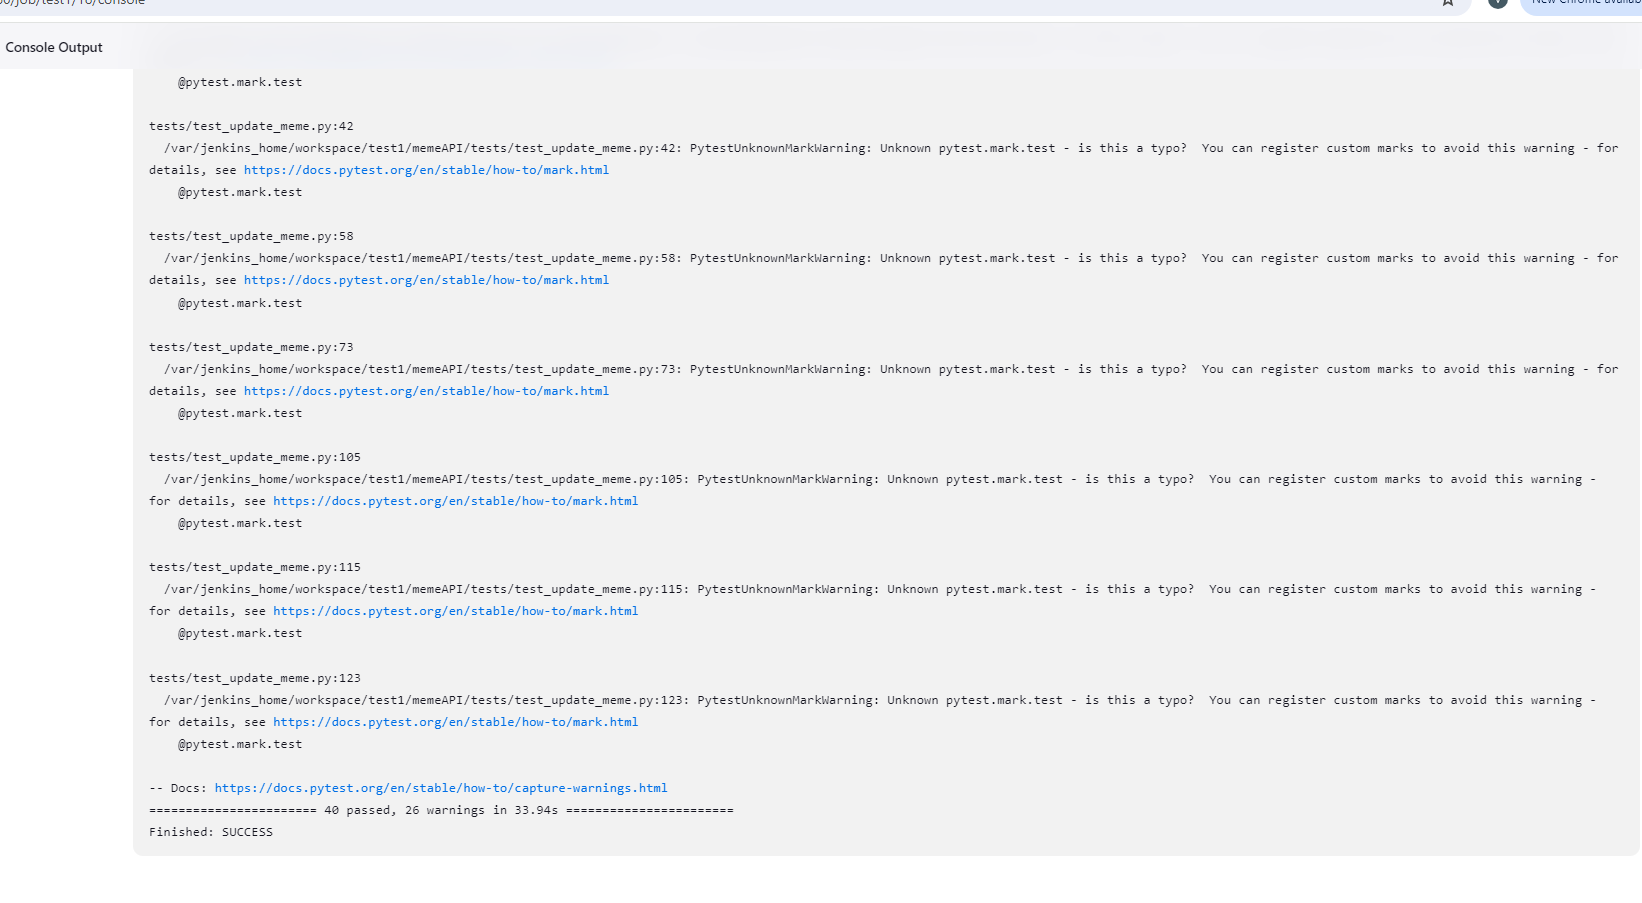 Console Output
@pytest.mark.test
tests/test_update_meme.py:42
/var/jenkins_home/workspace/test1/memeAPI/tests/test_update_meme.py:42: PytestUnknownMarkWarning: Unknown pytest.mark.test - is this a typo?  You can register custom marks to avoid this warning - for
details, see https://docs.pytest.org/en/stable/how-to/mark.html
@pytest.mark.test
tests/test_update_meme.py:58
/var/jenkins_home/workspace/test1/memeAPI/tests/test_update_meme.py:58: PytestUnknownMarkWarning: Unknown pytest.mark.test - is this a typo?  You can register custom marks to avoid this warning - for
details, see https://docs.pytest.org/en/stable/how-to/mark.html
@pytest.mark.test
tests/test_update_meme.py:73
/var/jenkins_home/workspace/test1/memeAPI/tests/test_update_meme.py:73: PytestUnknownMarkWarning: Unknown pytest.mark.test - is this a typo?  You can register custom marks to avoid this warning - for
details, see https://docs.pytest.org/en/stable/how-to/mark.html
@pytest.mark.test
tests/test_update_meme.py:105
/var/jenkins_home/workspace/test1/memeAPI/tests/test_update_meme.py:105: PytestUnknownMarkWarning: Unknown pytest.mark.test - is this a typo?  You can register custom marks to avoid this warning -
for details, see https://docs.pytest.org/en/stable/how-to/mark.html
@pytest.mark.test
tests/test_update_meme.py:115
/var/jenkins_home/workspace/test1/memeAPI/tests/test_update_meme.py:115: PytestUnknownMarkWarning: Unknown pytest.mark.test - is this a typo?  You can register custom marks to avoid this warning -
for details, see https://docs.pytest.org/en/stable/how-to/mark.html
@pytest.mark.test
tests/test_update_meme.py:123
/var/jenkins_home/workspace/test1/memeAPI/tests/test_update_meme.py:123: PytestUnknownMarkWarning: Unknown pytest.mark.test - is this a typo?  You can register custom marks to avoid this warning -
for details, see https://docs.pytest.org/en/stable/how-to/mark.html
@pytest.mark.test
-- Docs: https://docs.pytest.org/en/stable/how-to/capture-warnings.html
======================= 40 passed, 26 warnings in 33.94s =======================
Finished: SUCCESS